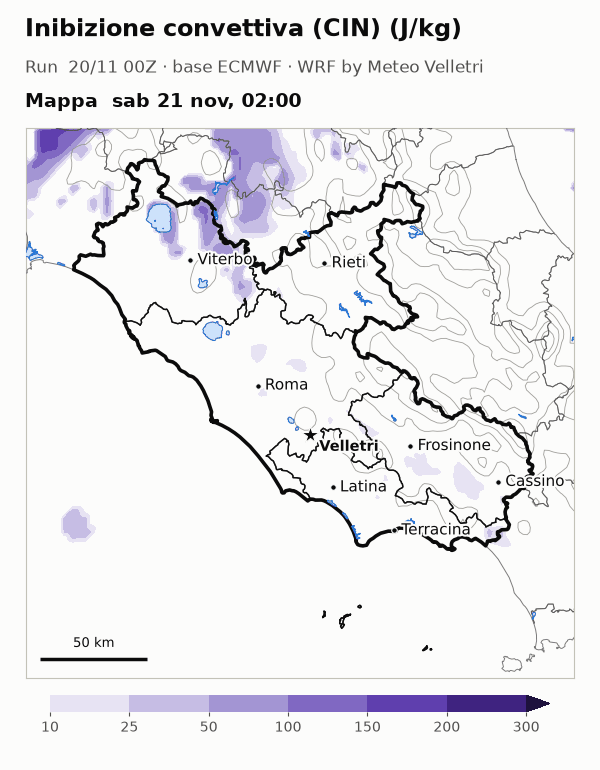 Inibizione convettiva (CIN) (J/kg)
Run  20/11 00Z · base ECMWF · WRF by Meteo Velletri
Mappa  sab 21 nov, 02:00
Viterbo
Rieti
Roma
Velletri
Frosinone
Cassino
Latina
Terracina
50 km
10 25 50 100 150 200 300